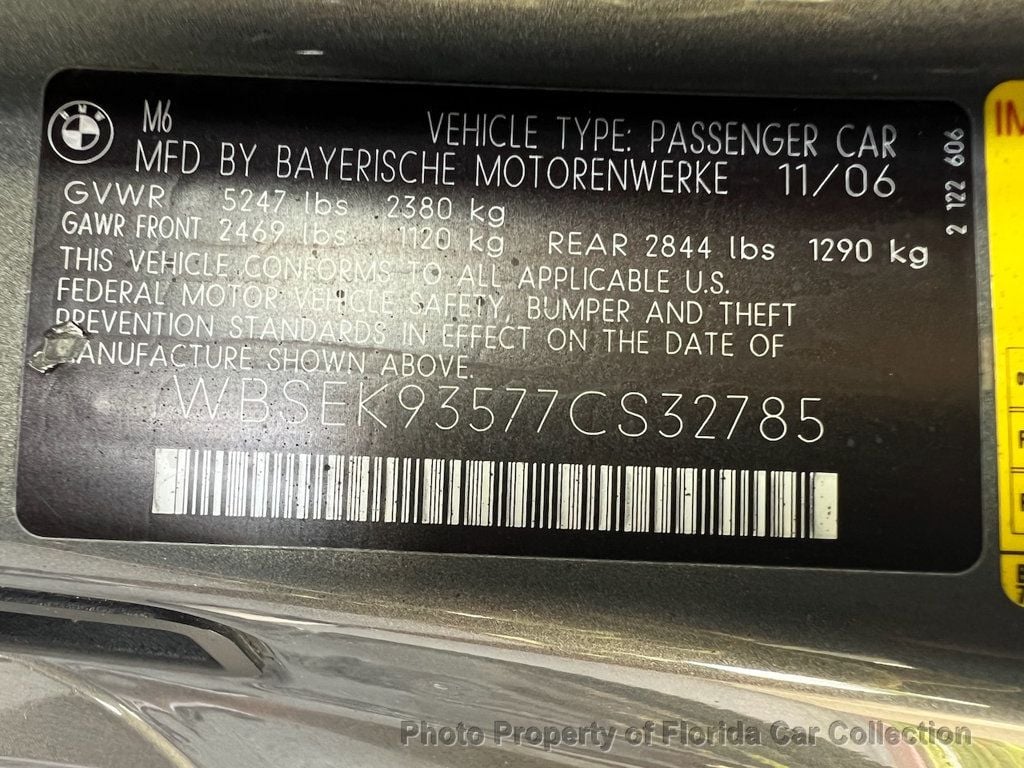 M6
VEHICLE TYPE: PASSENGER CAR
MFD BY BAYERISCHE MOTORENWERKE 11/06
GVWR 5247 lbs 2380 kg
GAWR FRONT 2469 lbs 1120 kg REAR 2844 lbs 1290 kg
THIS VEHICLE CONFORMS TO ALL APPLICABLE U.S.
FEDERAL MOTOR VEHICLE SAFETY, BUMPER AND THEFT
PREVENTION STANDARDS IN EFFECT ON THE DATE OF
MANUFACTURE SHOWN ABOVE.
WBSEK93577CS32785
2 122 606
BMW
Photo Property of Florida Car Collection